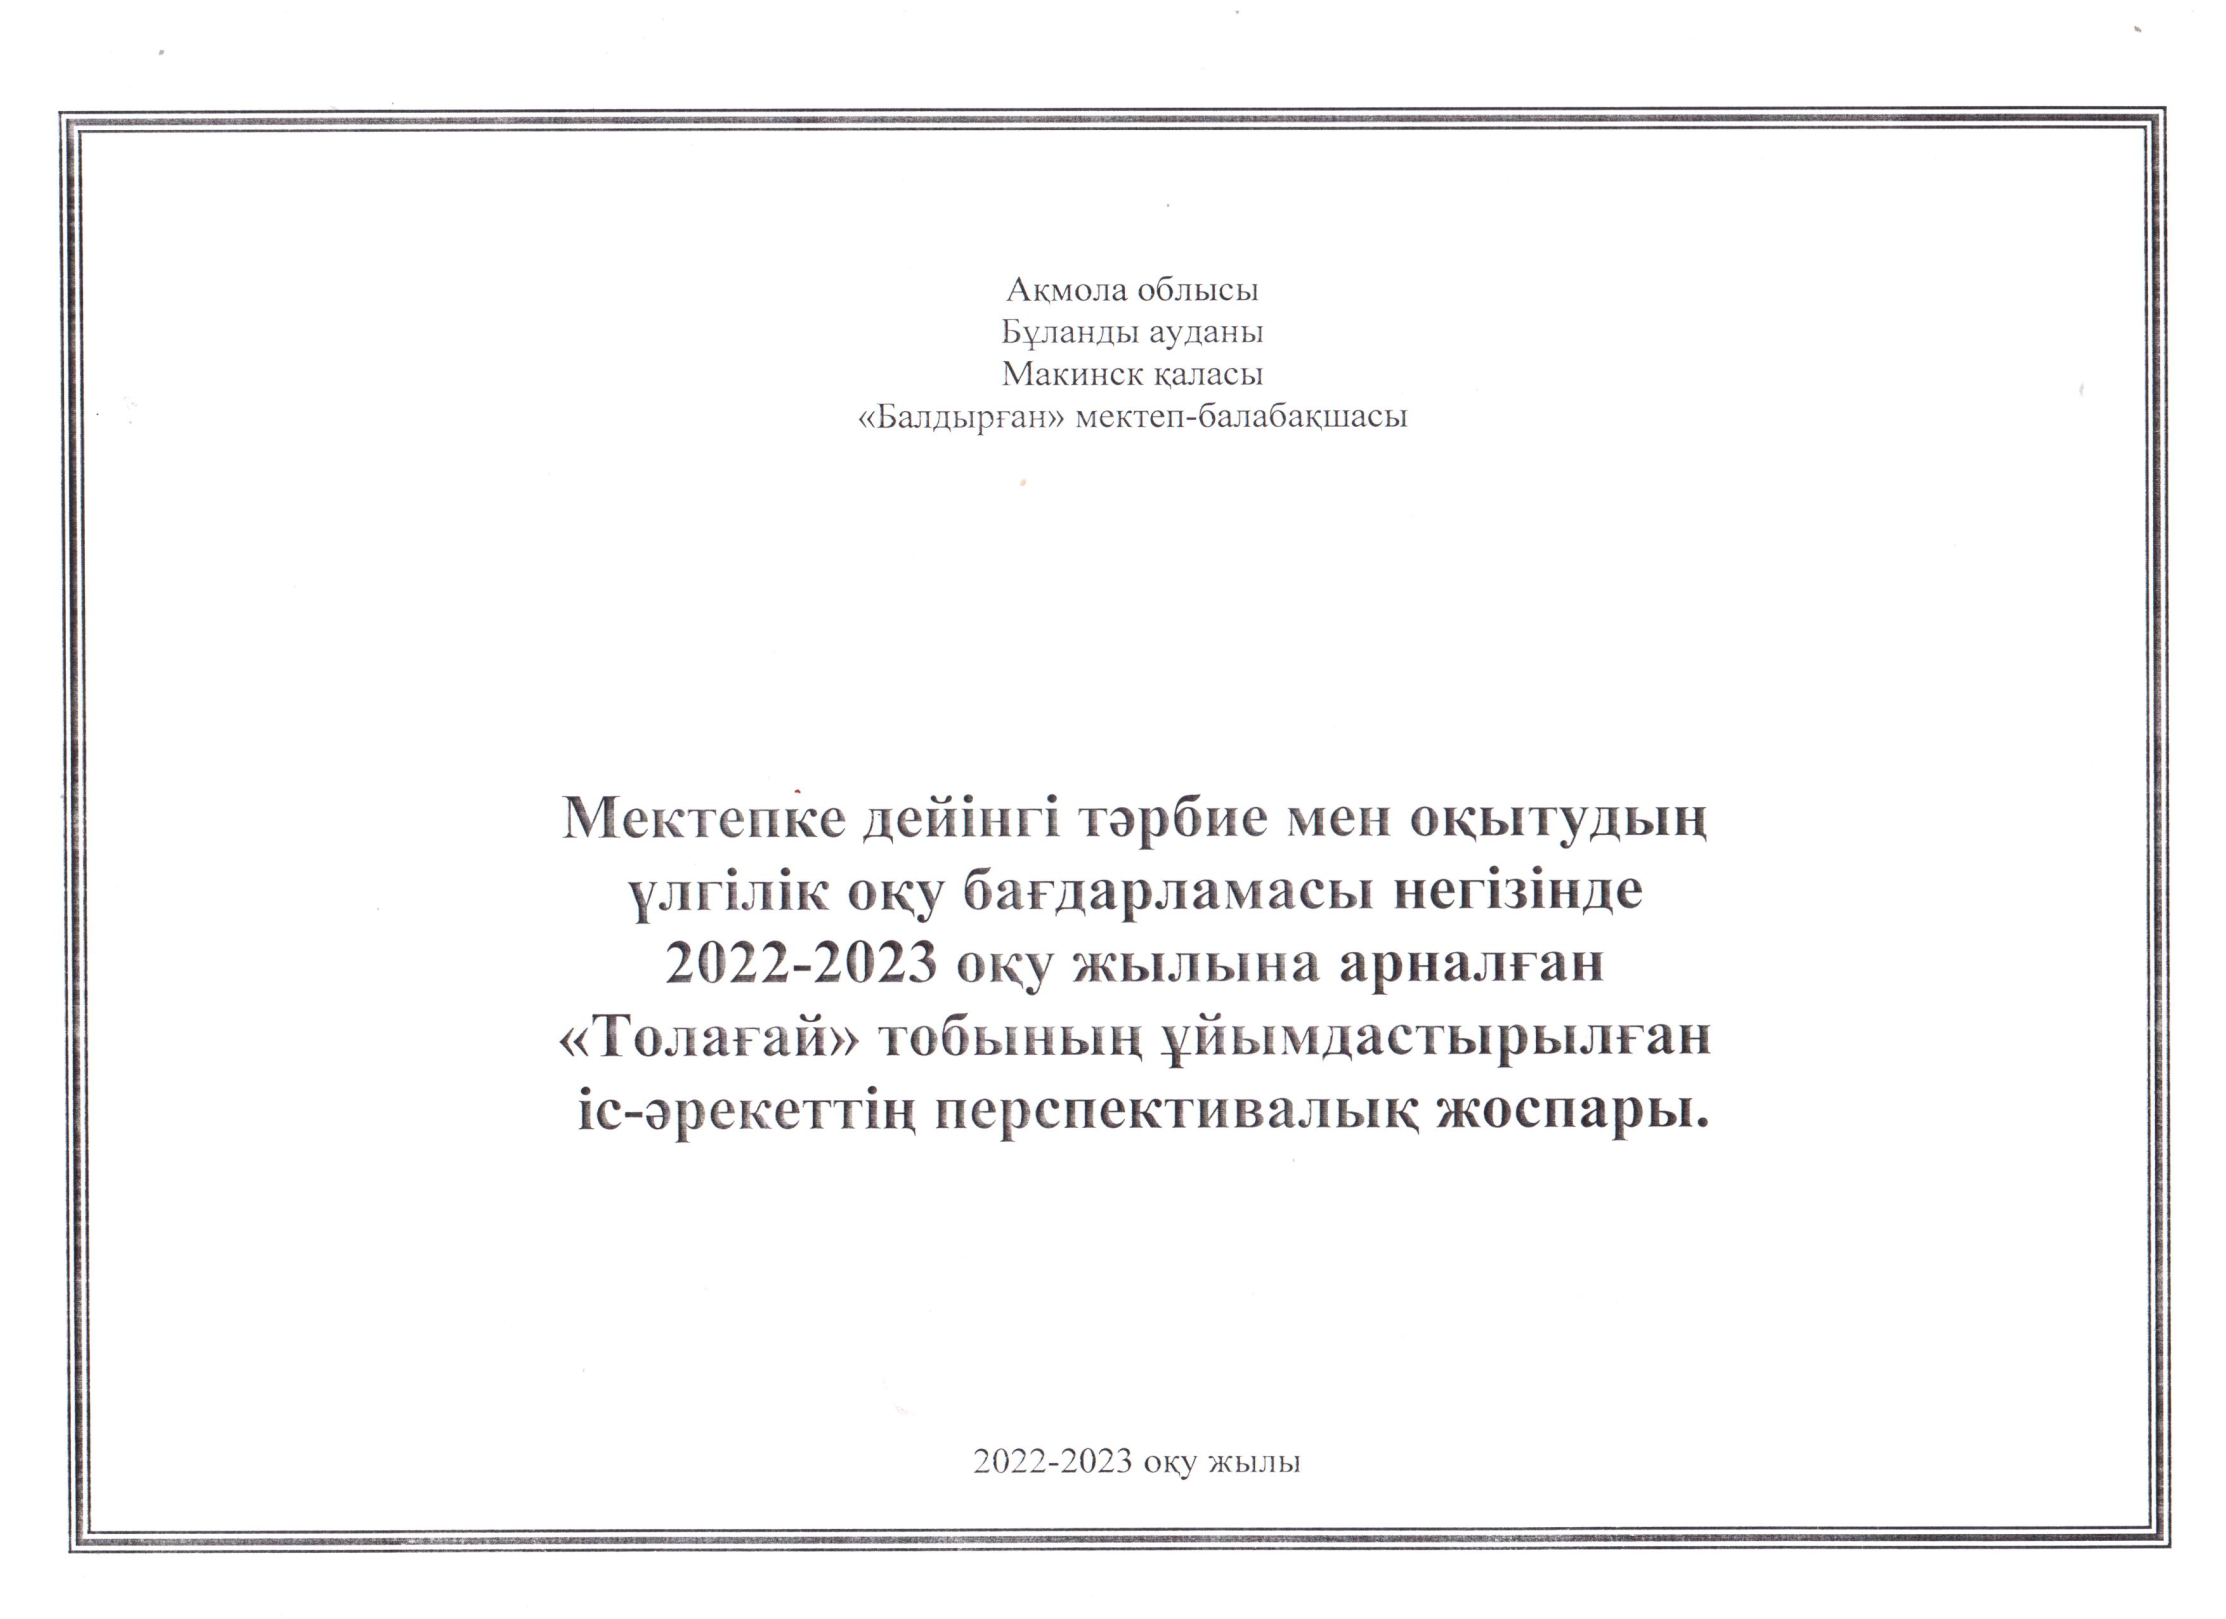 Ақмола облысы
Бұланды ауданы
Макинск қаласы
«Балдырған» мектеп-балабақшасы
Мектепке дейінгі тәрбие мен оқытудың
үлгілік оқу бағдарламасы негізінде
2022-2023 оқу жылына арналған
«Толағай» тобының ұйымдастырылған
іс-әрекеттің перспективалық жоспары.
2022-2023 оқу жылы